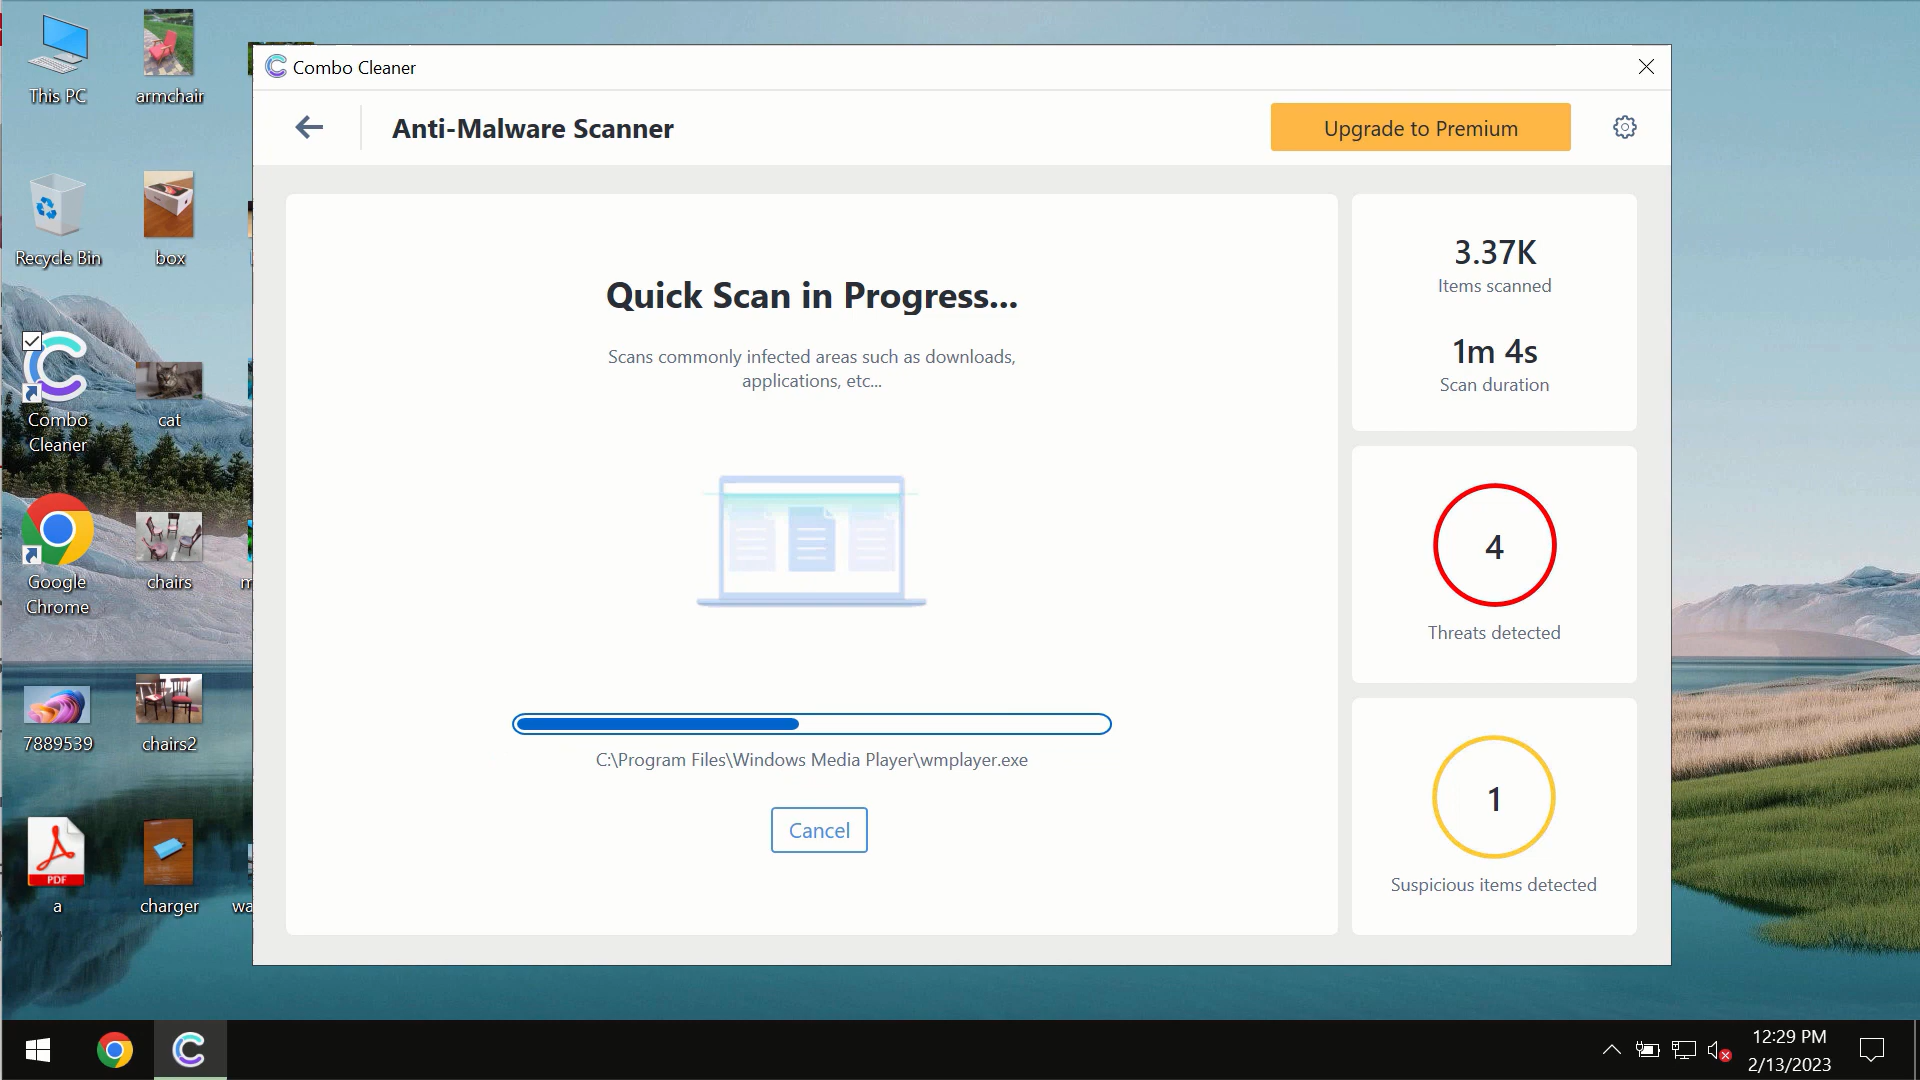 This PC
armchair
Recycle Bin
box
Combo
Cleaner
cat
Google
Chrome
chairs
7889539
chairs2
PDF
a
charger
Combo Cleaner
Anti-Malware Scanner
Upgrade to Premium
Quick Scan in Progress...
Scans commonly infected areas such as downloads,
applications, etc...
C:\Program Files\Windows Media Player\wmplayer.exe
Cancel
3.37K
Items scanned
1m 4s
Scan duration
4
Threats detected
1
Suspicious items detected
12:29 PM
2/13/2023